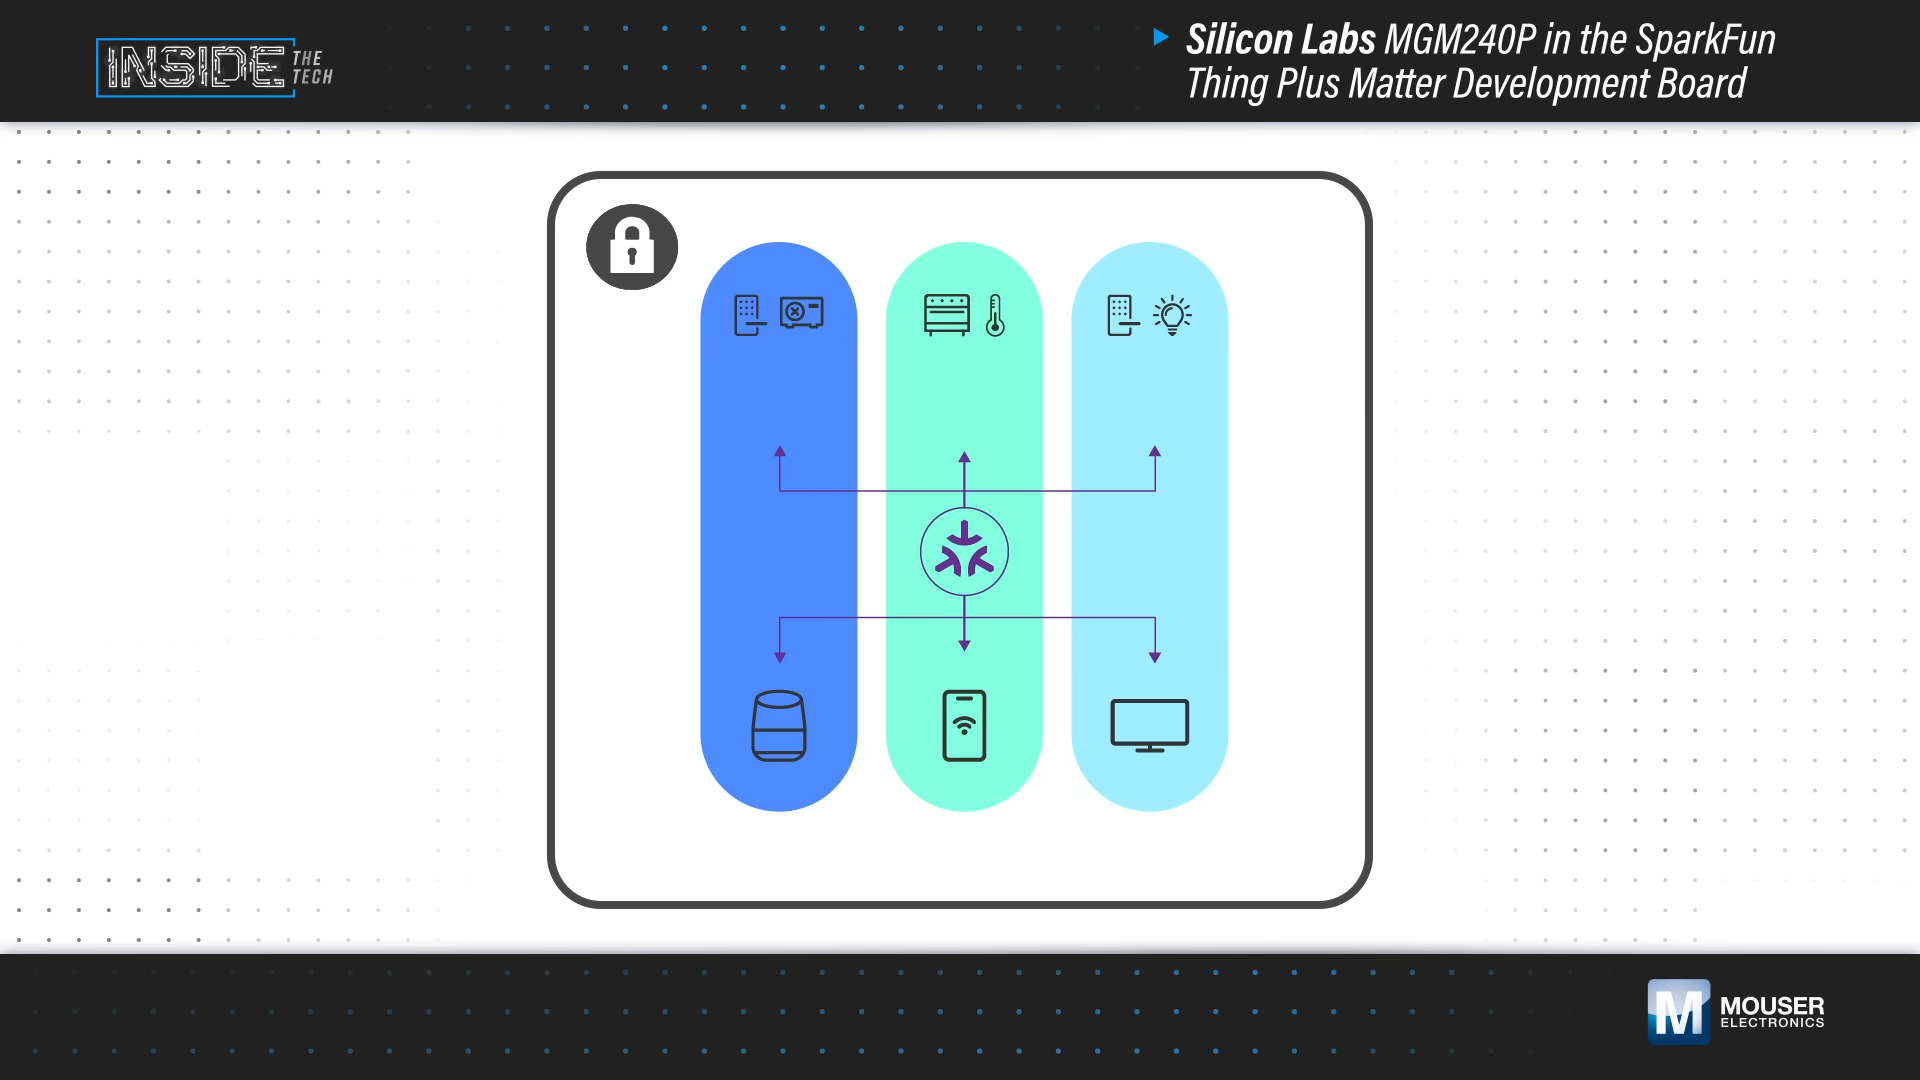 INSIDE THE TECH
Silicon Labs MGM240P in the SparkFun
Thing Plus Matter Development Board
M MOUSER
ELECTRONICS